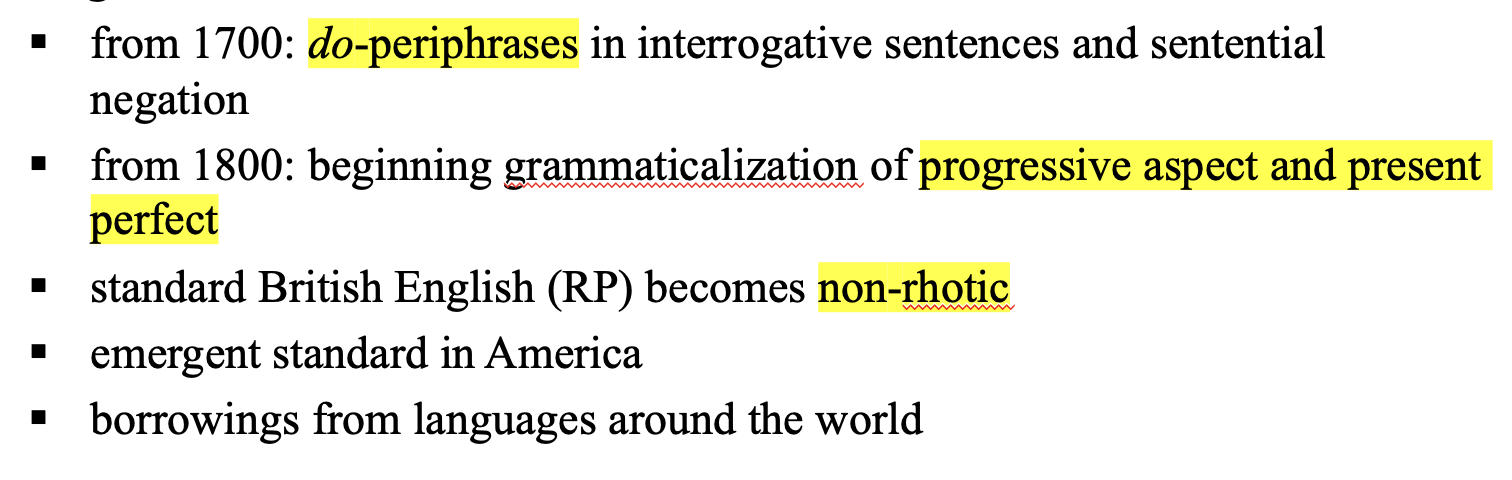 ▪ from 1700: do-periphrases in interrogative sentences and sentential
negation
▪ from 1800: beginning grammaticalization of progressive aspect and present
perfect
▪ standard British English (RP) becomes non-rhotic
▪ emergent standard in America
▪ borrowings from languages around the world